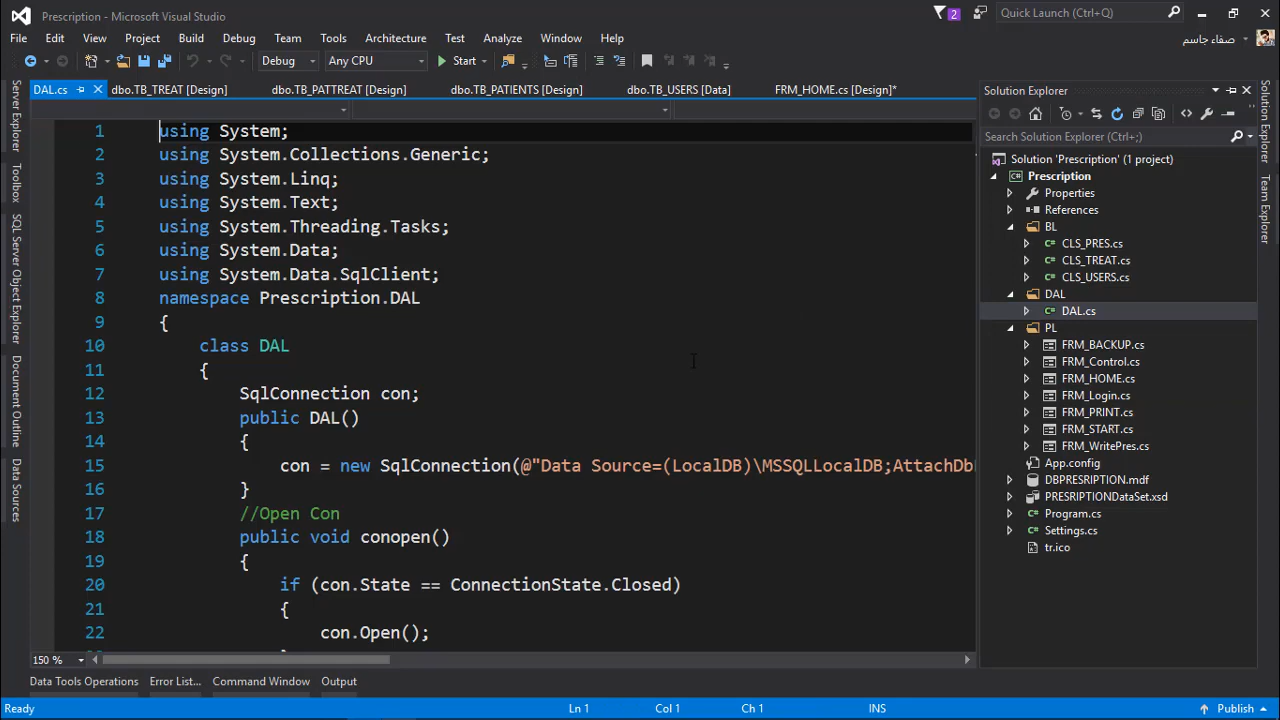 Prescription - Microsoft Visual Studio
2
Quick Launch (Ctrl+Q)
File Edit View Project Build Debug Team Tools Architecture Test Analyze Window Help
صفاء جاسم
Debug Any CPU Start
DAL.cs dbo.TB_TREAT [Design] dbo.TB_PATTREAT [Design] dbo.TB_PATIENTS [Design] dbo.TB_USERS [Data] FRM_HOME.cs [Design]*
Server Explorer
Toolbox
SQL Server Object Explorer
Document Outline
Data Sources
1 using System;
2 using System.Collections.Generic;
3 using System.Linq;
4 using System.Text;
5 using System.Threading.Tasks;
6 using System.Data;
7 using System.Data.SqlClient;
8 namespace Prescription.DAL
9 {
10 class DAL
11 {
12 SqlConnection con;
13 public DAL()
14 {
15 con = new SqlConnection(@"Data Source=(LocalDB)\MSSQLLocalDB;AttachDb
16 }
17 //Open Con
18 public void conopen()
19 {
20 if (con.State == ConnectionState.Closed)
21 {
22 con.Open();
150 %
Solution Explorer
Search Solution Explorer (Ctrl+;)
Solution 'Prescription' (1 project)
Prescription
Properties
References
BL
CLS_PRES.cs
CLS_TREAT.cs
CLS_USERS.cs
DAL
DAL.cs
PL
FRM_BACKUP.cs
FRM_Control.cs
FRM_HOME.cs
FRM_Login.cs
FRM_PRINT.cs
FRM_START.cs
FRM_WritePres.cs
App.config
DBPRESRIPTION.mdf
PRESRIPTIONDataSet.xsd
Program.cs
Settings.cs
tr.ico
Solution Explorer
Team Explorer
Data Tools Operations Error List... Command Window Output
Ready Ln 1 Col 1 Ch 1 INS Publish